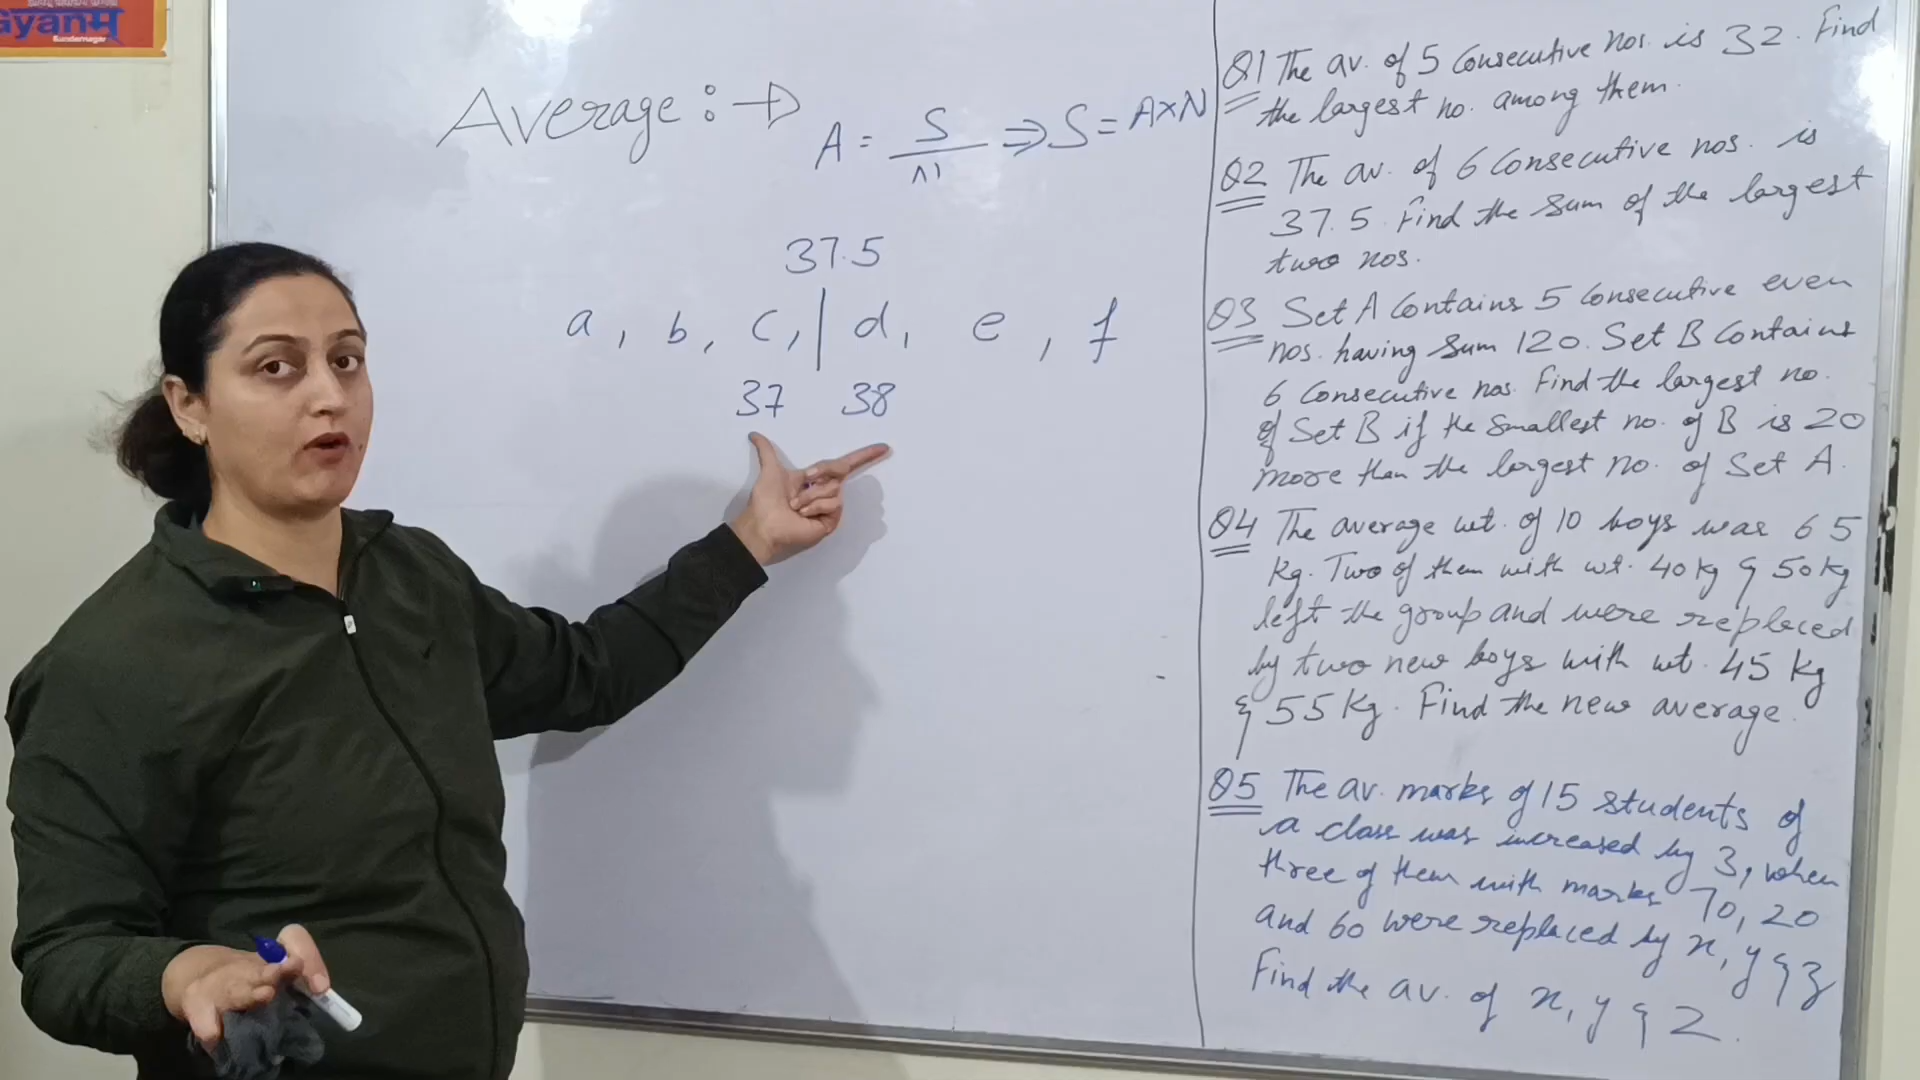 Gyanम
Sundernagar
Average :→
A = S/N ⇒ S = A×N
37.5
a, b, c, | d, e, f
37 38
Q1 The av. of 5 Consecutive nos. is 32. Find
the largest no. among them.
Q2 The av. of 6 Consecutive nos. is
37.5. Find the sum of the largest
two nos.
Q3 Set A Contains 5 Consecutive even
nos. having sum 120. Set B Contains
6 Consecutive nos. Find the largest no.
of Set B if the smallest no. of B is 20
more than the largest no. of Set A.
Q4 The average wt. of 10 boys was 65
kg. Two of them with wt. 40kg & 50kg
left the group and were replaced
by two new boys with wt. 45 kg
& 55 kg. Find the new average.
Q5 The av. marks of 15 students of
a class was increased by 3, when
three of them with marks 70, 20
and 60 were replaced by x, y & z
Find the av. of x, y & z.